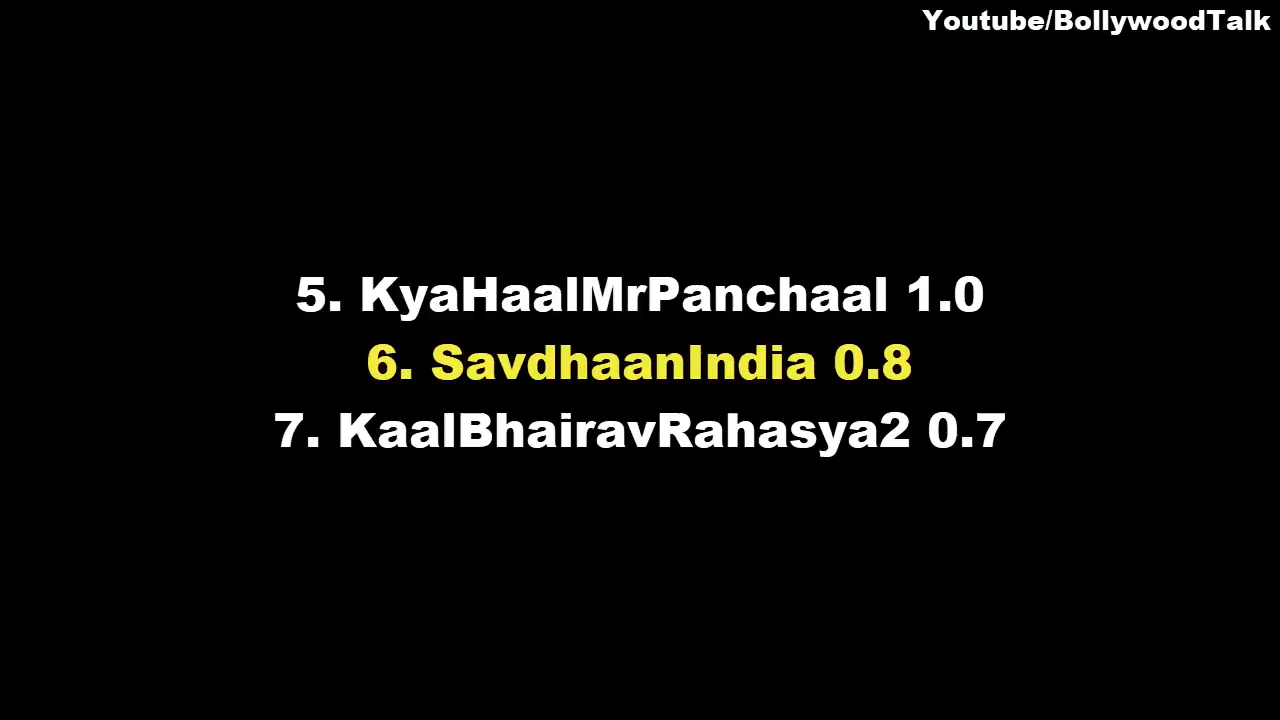 Youtube/BollywoodTalk
5. KyaHaalMrPanchaal 1.0
6. SavdhaanIndia 0.8
7. KaalBhairavRahasya2 0.7